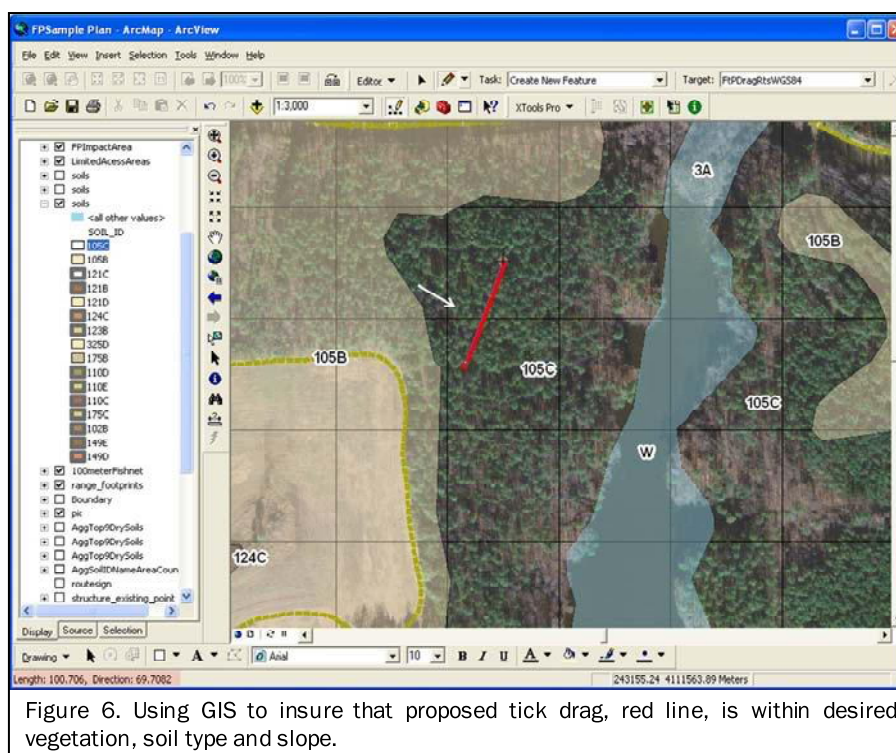 FPSample Plan - ArcMap - ArcView
File Edit View Insert Selection Tools Window Help
100% Editor Task: Create New Feature Target: FtPDragRtsWGS84
1:3,000 XTools Pro
FPImpactArea
LimitedAcessAreas
soils
soils
soils
<all other values>
SOIL_ID
105C
105B
121C
121B
121D
124C
123B
325D
175B
110D
110E
110C
175C
102B
149E
149D
100meterFishnet
range_footprints
Boundary
pic
AggTop9DrySoils
AggTop9DrySoils
AggTop9DrySoils
AggSoilIDNameAreaCoun
routesign
structure_existing_point
Display Source Selection
3A
105B
105B
105C
105C
W
124C
Drawing A Arial 10 B I U A
Length: 100.706, Direction: 69.7082 243155.24 4111563.89 Meters
Figure 6. Using GIS to insure that proposed tick drag, red line, is within desired
vegetation, soil type and slope.